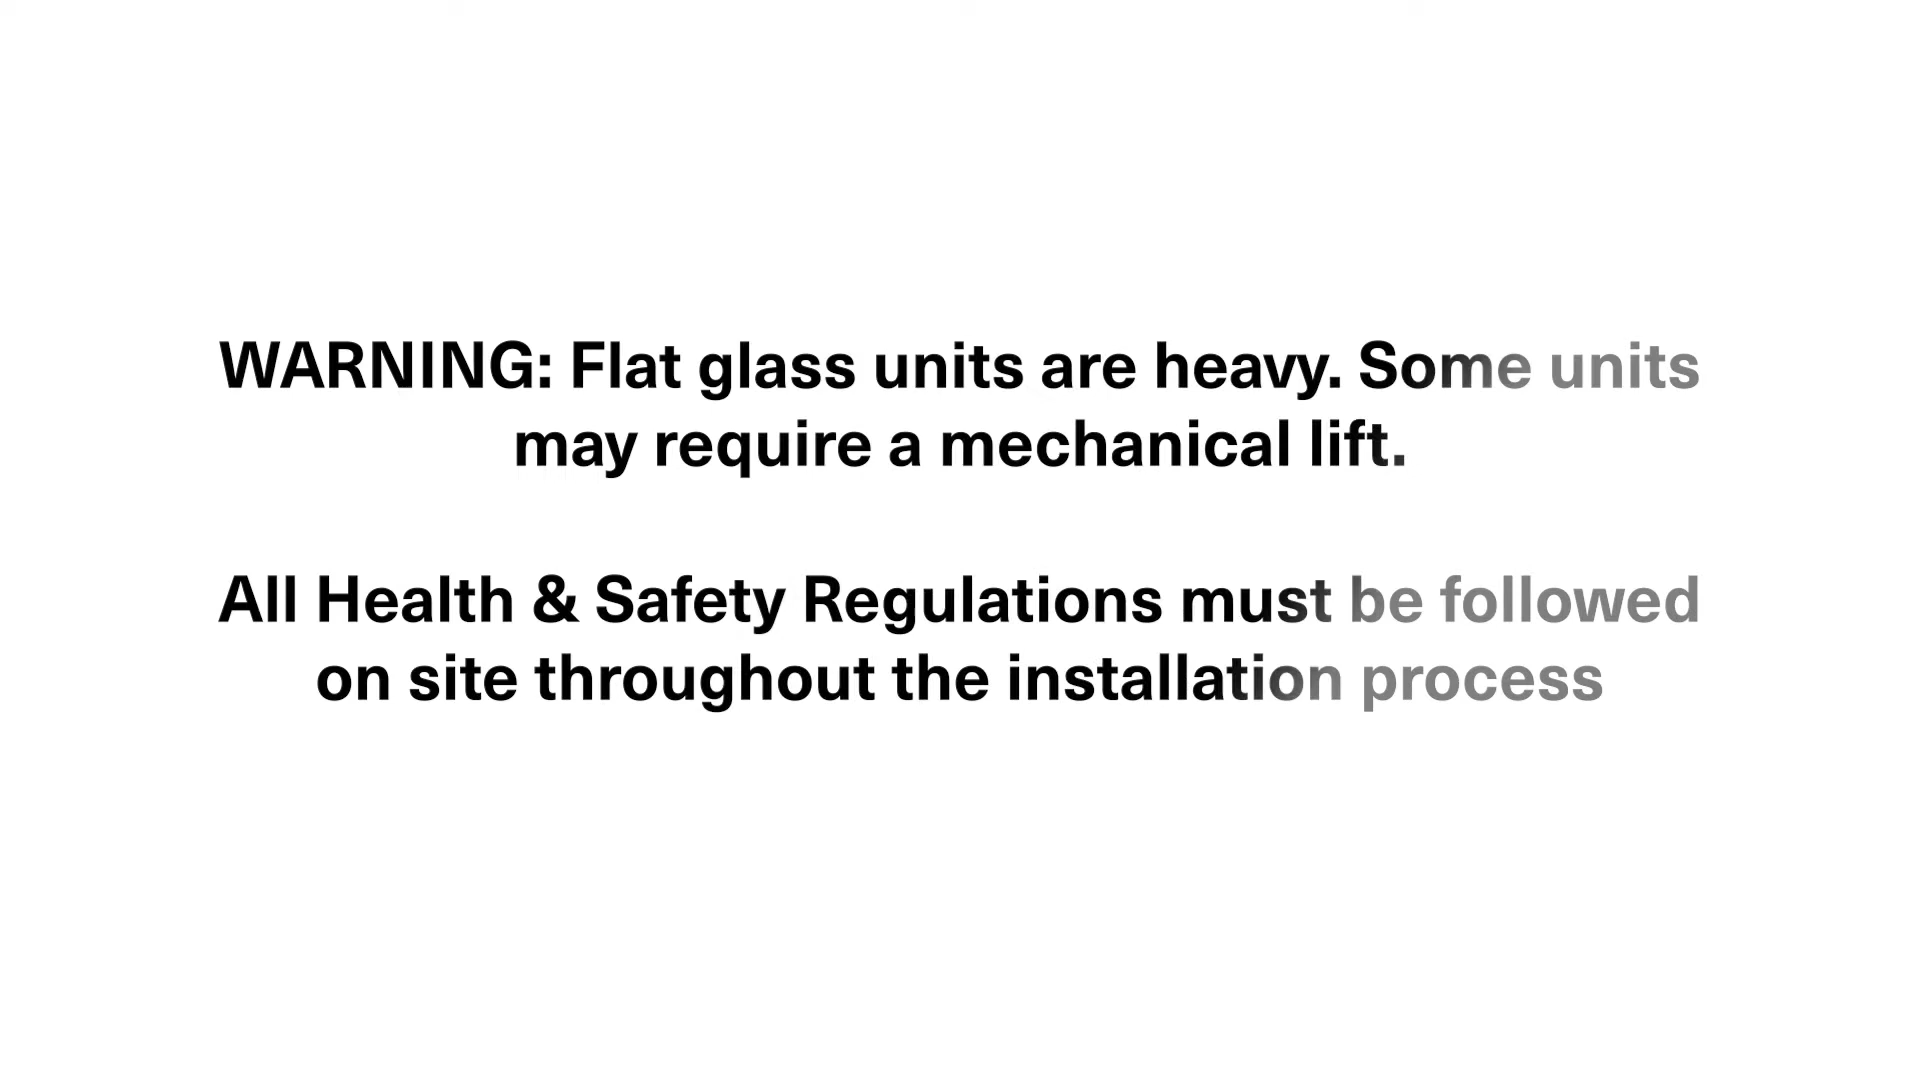 WARNING: Flat glass units are heavy. Some units
may require a mechanical lift.
All Health & Safety Regulations must be followed
on site throughout the installation process